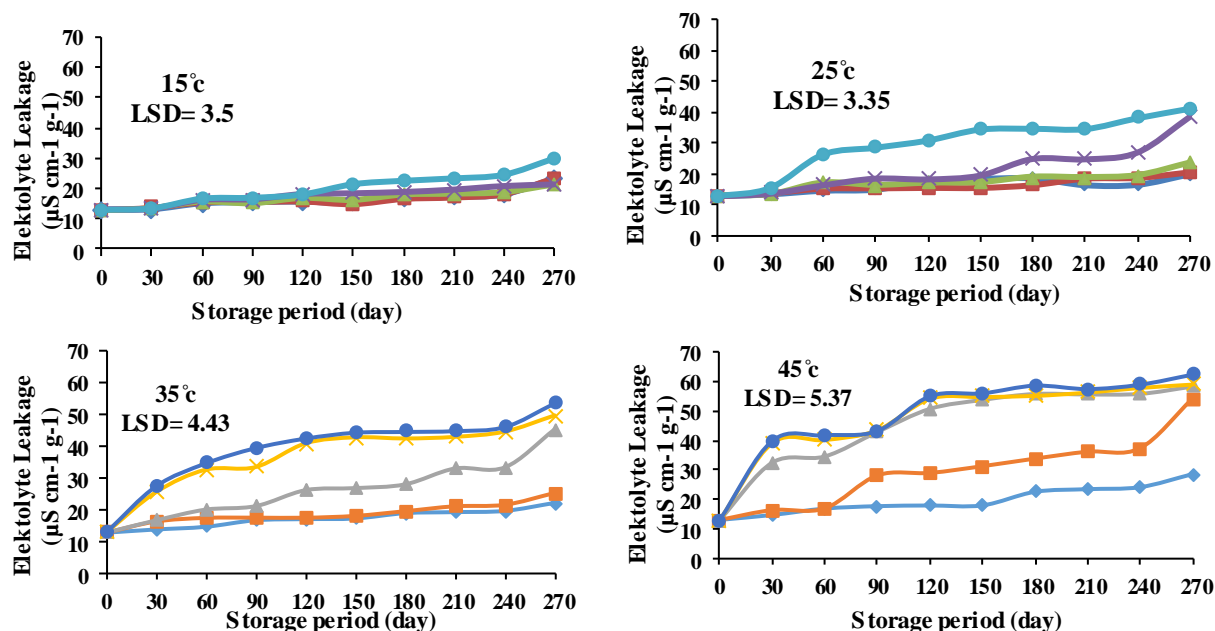 Elektolyte Leakage
(µS cm-1 g-1)
70
60
50
40
30
20
10
0
15°c
LSD= 3.5
0 30 60 90 120 150 180 210 240 270
Storage period (day)
Elektolyte Leakage
(µS cm-1 g-1)
70
60
50
40
30
20
10
0
25°c
LSD= 3.35
0 30 60 90 120 150 180 210 240 270
Storage period (day)
Elektolyte Leakage
(µS cm-1 g-1)
70
60
50
40
30
20
10
0
35°c
LSD= 4.43
0 30 60 90 120 150 180 210 240 270
Storage period (day)
Elektolyte Leakage
(µS cm-1 g-1)
70
60
50
40
30
20
10
0
45°c
LSD= 5.37
0 30 60 90 120 150 180 210 240 270
Storage period (day)